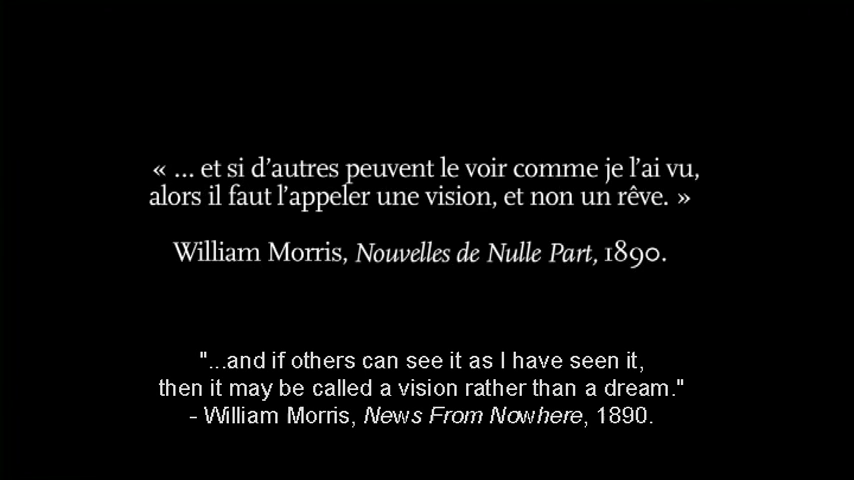 « ... et si d’autres peuvent le voir comme je l’ai vu,
alors il faut l’appeler une vision, et non un rêve. »
William Morris, Nouvelles de Nulle Part, 1890.
"...and if others can see it as I have seen it,
then it may be called a vision rather than a dream."
- William Morris, News From Nowhere, 1890.